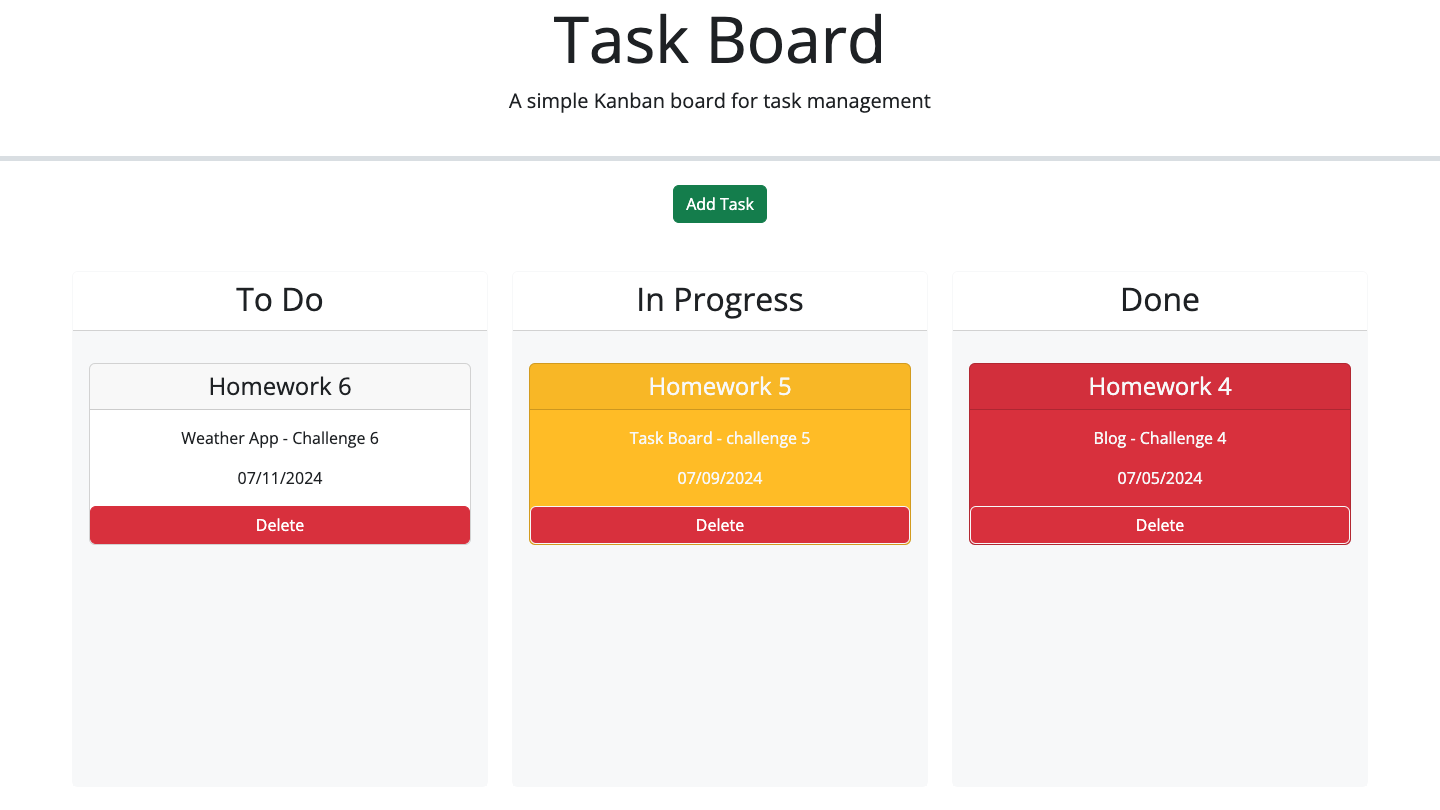 Task Board
A simple Kanban board for task management
Add Task
To Do
Homework 6
Weather App - Challenge 6
07/11/2024
Delete
In Progress
Homework 5
Task Board - challenge 5
07/09/2024
Delete
Done
Homework 4
Blog - Challenge 4
07/05/2024
Delete